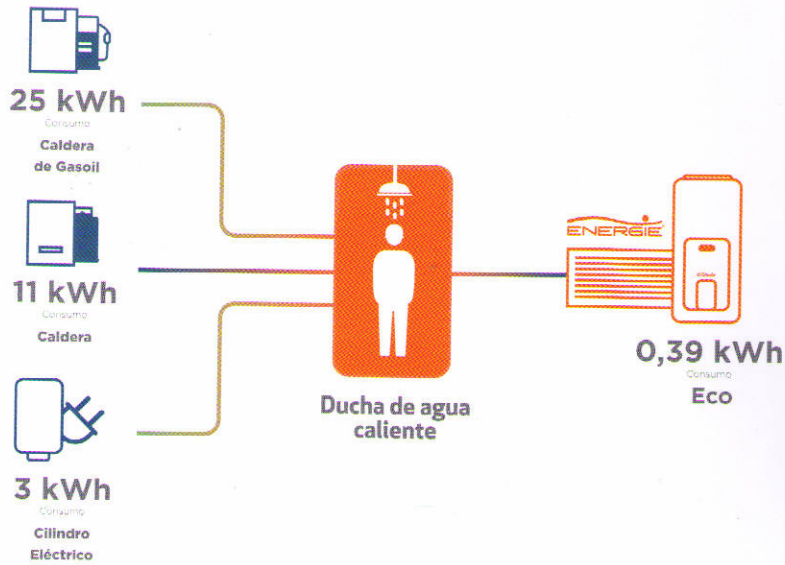 25 kWh
Consumo
Caldera
de Gasoil
11 kWh
Consumo
Caldera
3 kWh
Consumo
Cilindro
Eléctrico
Ducha de agua
caliente
ENERGIE
0,39 kWh
Consumo
Eco